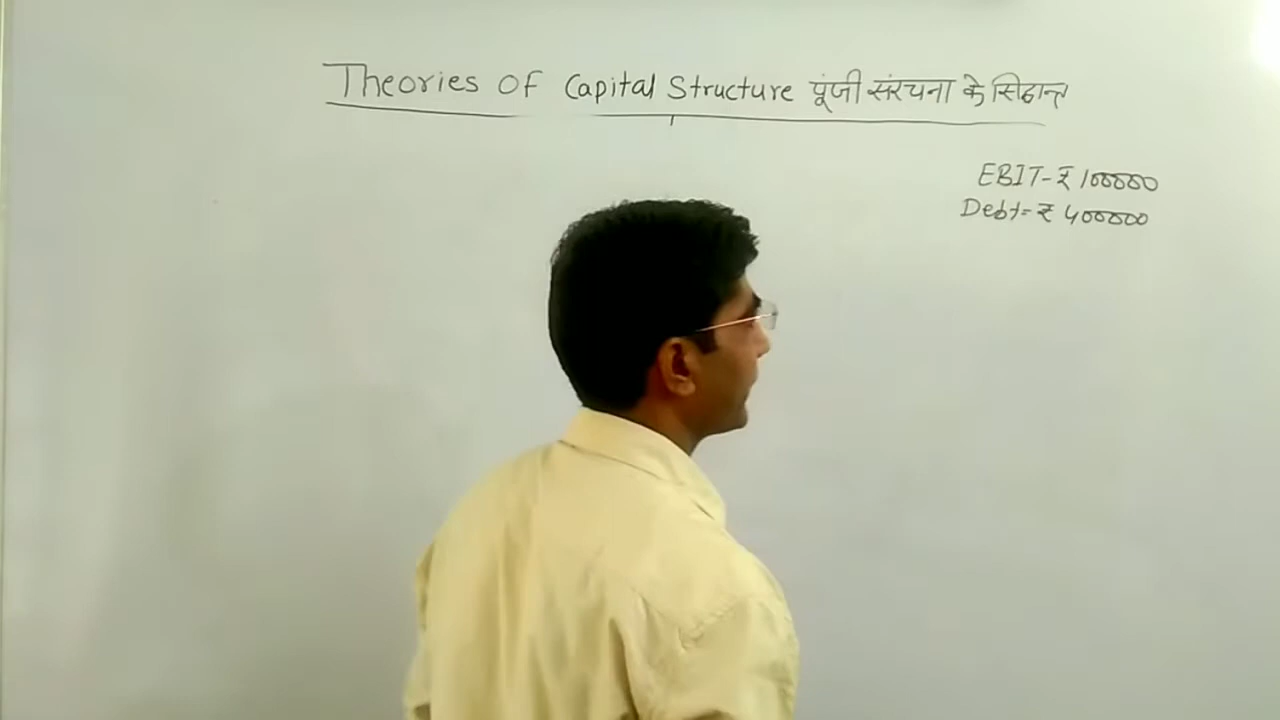 Theories of Capital Structure पूंजी संरचना के सिद्धान्त
EBIT-₹ 100000
Debt=₹ 400000